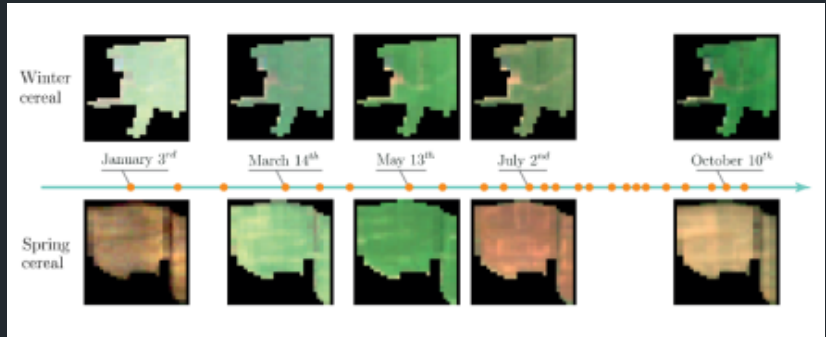 Winter
cereal
January 3rd
March 14th
May 13th
July 2nd
October 10th
Spring
cereal